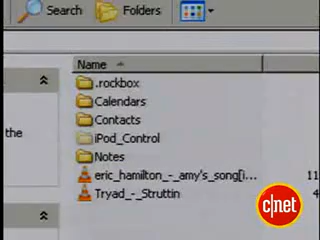 Search Folders
Name
.rockbox
Calendars
Contacts
the
iPod_Control
Notes
eric_hamilton_-_amy's_song[i...
11
Tryad_-_Struttin
4
c|net